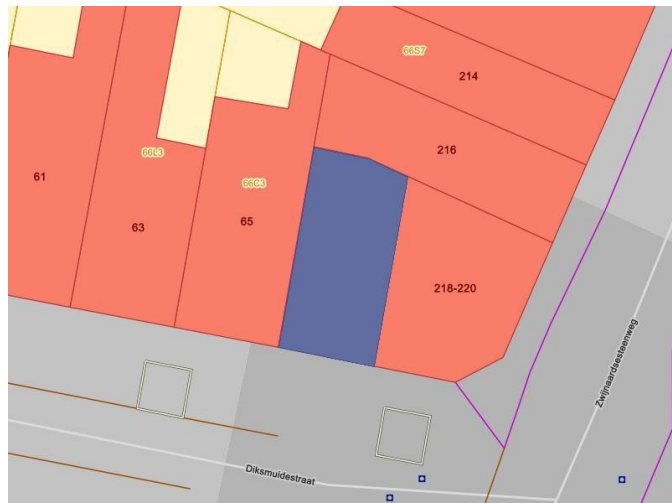 66S7
214
216
66L3
66C3
61
63
65
218-220
Zwijnaardsesteenweg
Diksmuidestraat